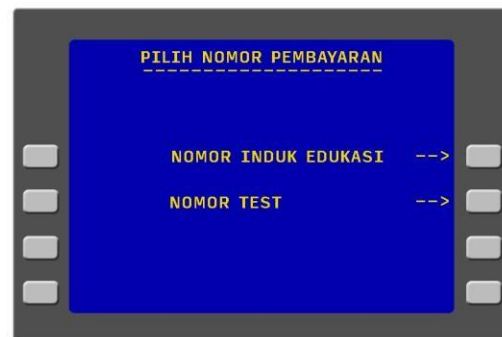 PILIH NOMOR PEMBAYARAN
NOMOR INDUK EDUKASI -->
NOMOR TEST -->